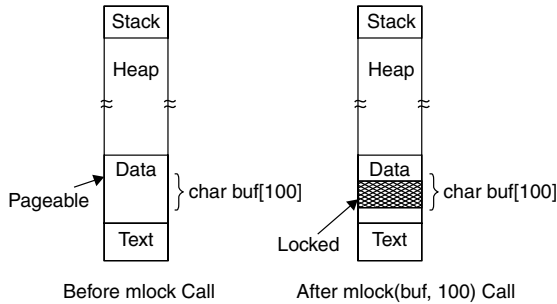 Stack
Heap
Data
Pageable
char buf[100]
Text
Before mlock Call
Stack
Heap
Data
char buf[100]
Locked
Text
After mlock(buf, 100) Call